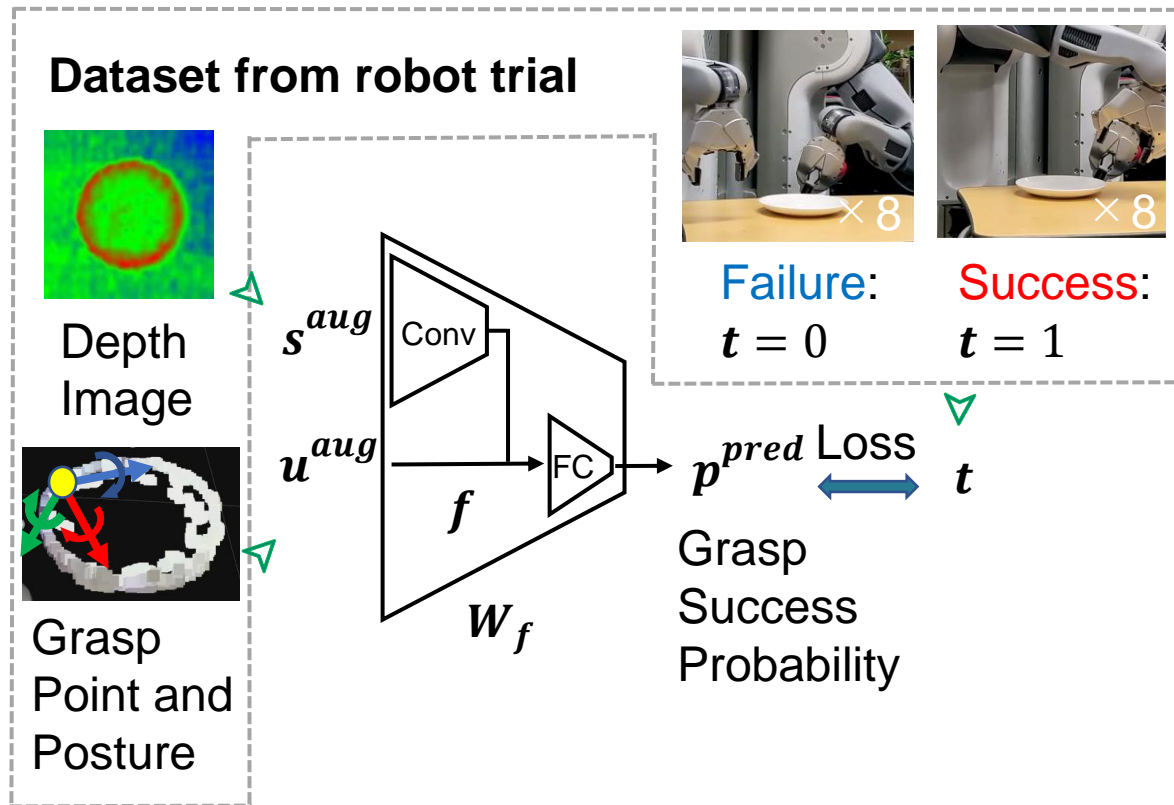 Dataset from robot trial
× 8
× 8
Failure:
t = 0
Success:
t = 1
Depth
Image
s^{aug}
Conv
u^{aug}
f
FC
W_f
p^{pred}
Loss
t
Grasp
Success
Probability
Grasp
Point and
Posture